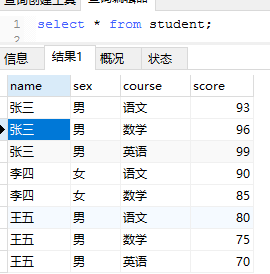 查询创建工具 查询编辑器
1 select * from student;
2
信息 结果1 概况 状态
name sex course score
张三 男 语文 93
张三 男 数学 96
张三 男 英语 99
李四 女 语文 90
李四 女 数学 85
王五 男 语文 80
王五 男 数学 75
王五 男 英语 70